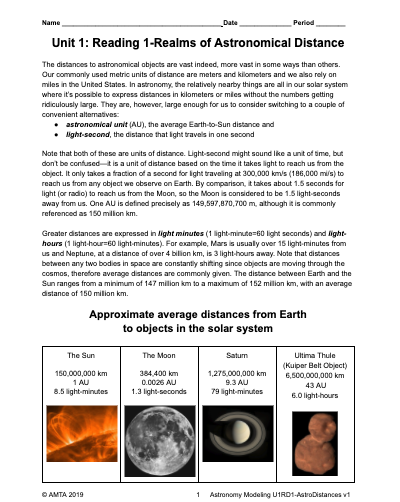 Name ________________________________________ Date ______________ Period ________
Unit 1: Reading 1-Realms of Astronomical Distance
The distances to astronomical objects are vast indeed, more vast in some ways than others.
Our commonly used metric units of distance are meters and kilometers and we also rely on
miles in the United States. In astronomy, the relatively nearby things are all in our solar system
where it's possible to express distances in kilometers or miles without the numbers getting
ridiculously large. They are, however, large enough for us to consider switching to a couple of
convenient alternatives:
● astronomical unit (AU), the average Earth-to-Sun distance and
● light-second, the distance that light travels in one second
Note that both of these are units of distance. Light-second might sound like a unit of time, but
don't be confused—it is a unit of distance based on the time it takes light to reach us from the
object. It only takes a fraction of a second for light traveling at 300,000 km/s (186,000 mi/s) to
reach us from any object we observe on Earth. By comparison, it takes about 1.5 seconds for
light (or radio) to reach us from the Moon, so the Moon is considered to be 1.5 light-seconds
away from us. One AU is defined precisely as 149,597,870,700 m, although it is commonly
referenced as 150 million km.
Greater distances are expressed in light minutes (1 light-minute=60 light seconds) and light-
hours (1 light-hour=60 light-minutes). For example, Mars is usually over 15 light-minutes from
us and Neptune, at a distance of over 4 billion km, is 3 light-hours away. Note that distances
between any two bodies in space are constantly shifting since objects are moving through the
cosmos, therefore average distances are commonly given. The distance between Earth and the
Sun ranges from a minimum of 147 million km to a maximum of 152 million km, with an average
distance of 150 million km.
Approximate average distances from Earth
to objects in the solar system
The Sun
150,000,000 km
1 AU
8.5 light-minutes
The Moon
384,400 km
0.0026 AU
1.3 light-seconds
Saturn
1,275,000,000 km
9.3 AU
79 light-minutes
Ultima Thule
(Kuiper Belt Object)
6,500,000,000 km
43 AU
6.0 light-hours
© AMTA 2019 1 Astronomy Modeling U1RD1-AstroDistances v1